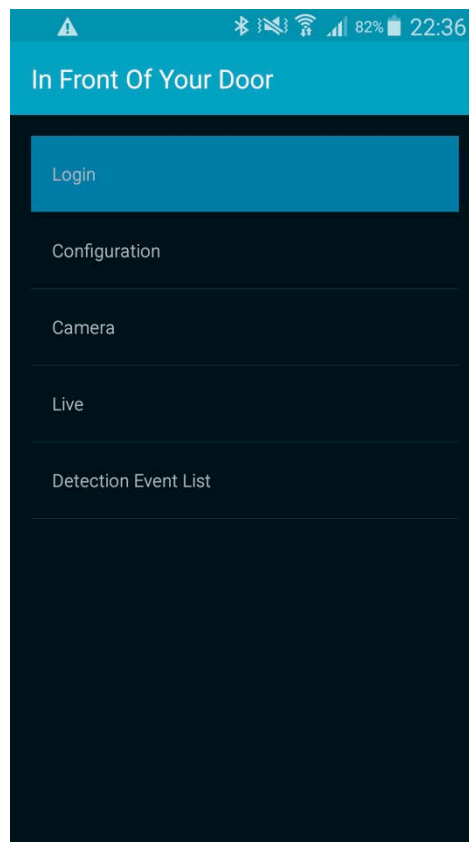 82% 22:36
In Front Of Your Door
Login
Configuration
Camera
Live
Detection Event List